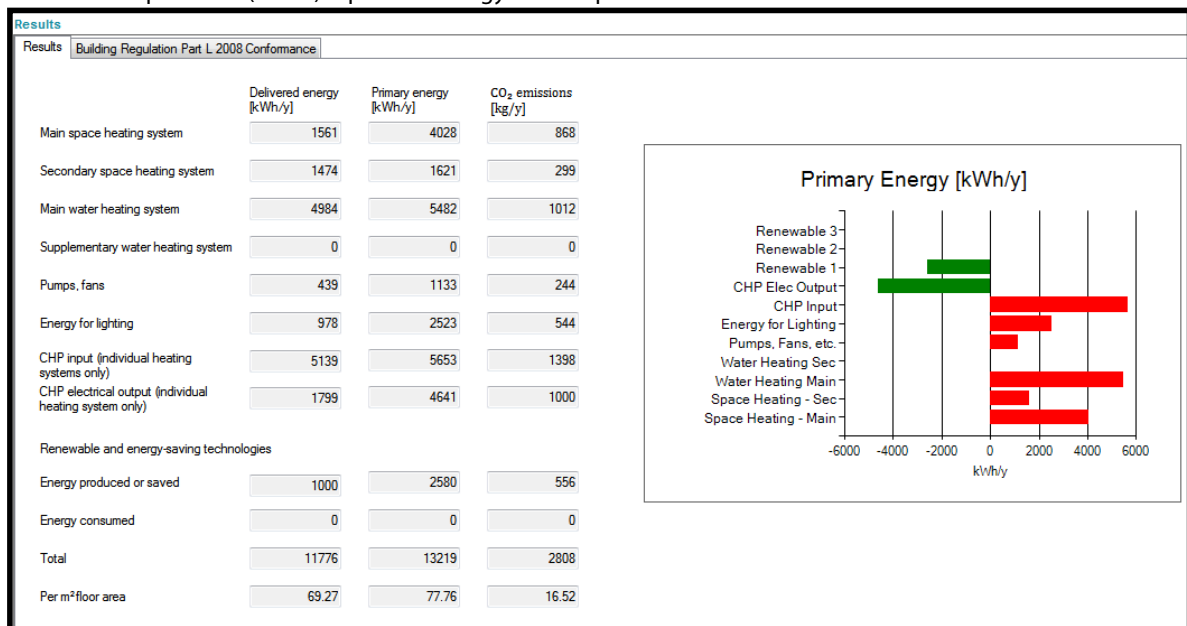 Results
Results Building Regulation Part L 2008 Conformance
Delivered energy [kWh/y] Primary energy [kWh/y] CO₂ emissions [kg/y]
Main space heating system 1561 4028 868
Secondary space heating system 1474 1621 299
Main water heating system 4984 5482 1012
Supplementary water heating system 0 0 0
Pumps, fans 439 1133 244
Energy for lighting 978 2523 544
CHP input (individual heating systems only) 5139 5653 1398
CHP electrical output (individual heating system only) 1799 4641 1000
Renewable and energy-saving technologies
Energy produced or saved 1000 2580 556
Energy consumed 0 0 0
Total 11776 13219 2808
Per m² floor area 69.27 77.76 16.52
Primary Energy [kWh/y]
Renewable 3
Renewable 2
Renewable 1
CHP Elec Output
CHP Input
Energy for Lighting
Pumps, Fans, etc.
Water Heating Sec
Water Heating Main
Space Heating - Sec
Space Heating - Main
-6000 -4000 -2000 0 2000 4000 6000
kWh/y